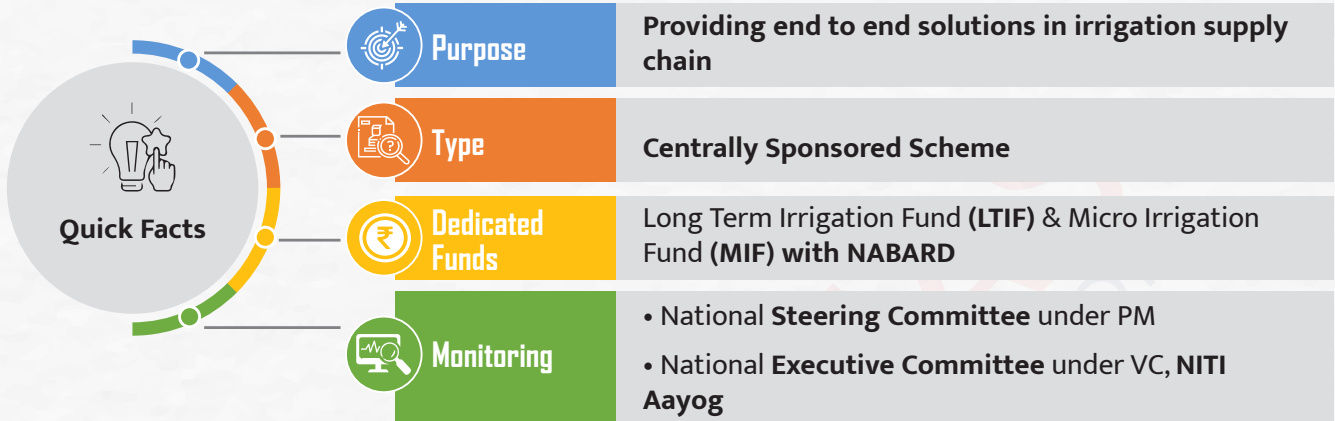 Quick Facts
Purpose
Providing end to end solutions in irrigation supply
chain
Type
Centrally Sponsored Scheme
Dedicated
Funds
Long Term Irrigation Fund (LTIF) & Micro Irrigation
Fund (MIF) with NABARD
Monitoring
• National Steering Committee under PM
• National Executive Committee under VC, NITI
Aayog